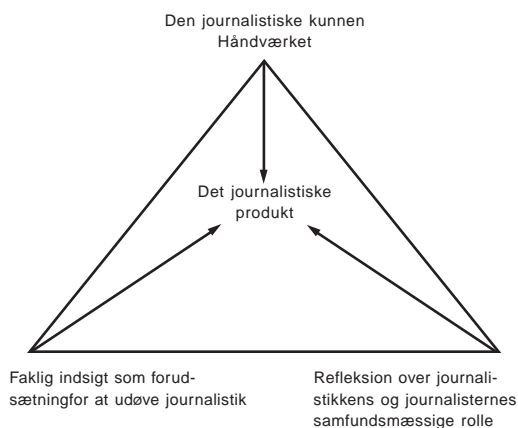 Den journalistiske kunnen
Håndværket
Det journalistiske
produkt
Faklig indsigt som forud-
sætningfor at udøve journalistik
Refleksion over journali-
stikkens og journalisternes
samfundsmæssige rolle